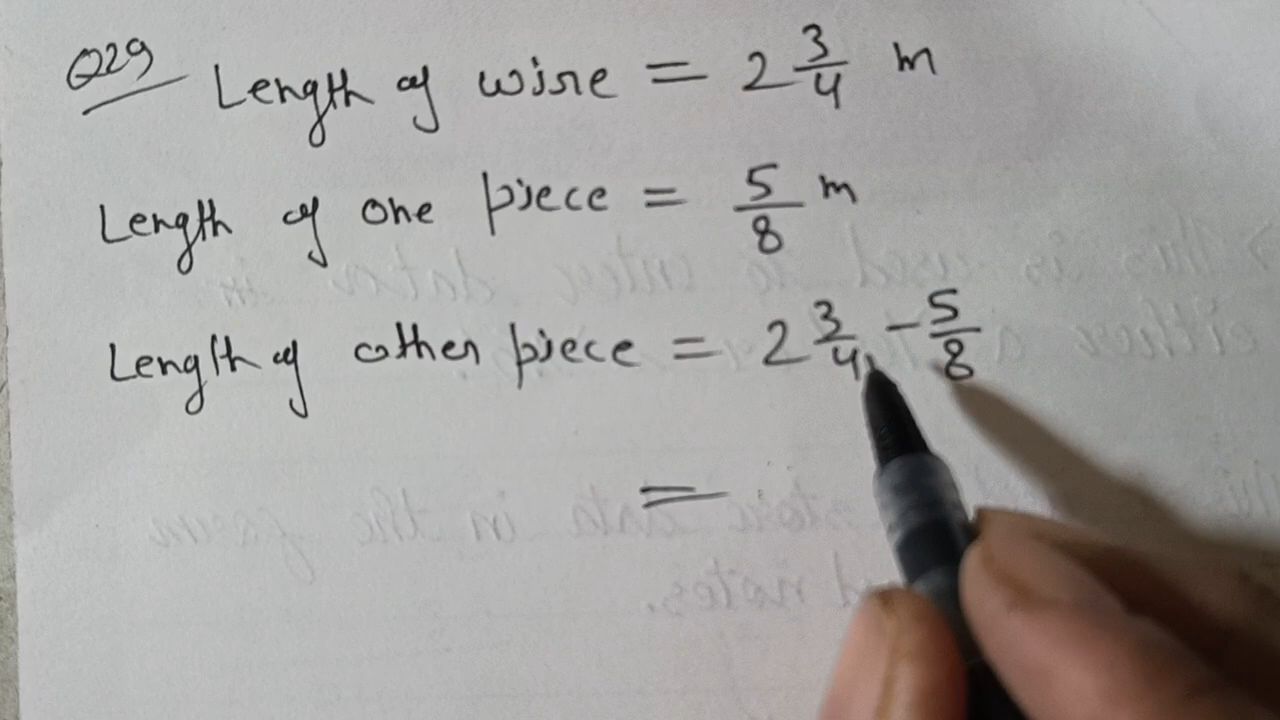 Q29 Length of wire = 2 3/4 m
Length of one piece = 5/8 m
Length of other piece = 2 3/4 - 5/8
=